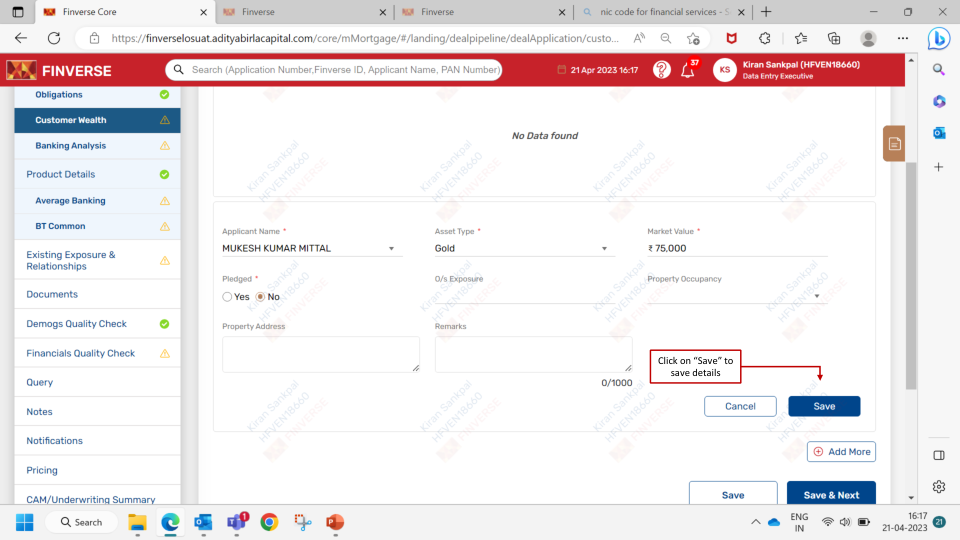 Finverse Core
Finverse
Finverse
nic code for financial services - S
https://finverselosuat.adityabirlacapital.com/core/mMortgage/#/landing/dealpipeline/dealApplication/custo...
FINVERSE
Search (Application Number,Finverse ID, Applicant Name, PAN Number)
21 Apr 2023 16:17
37
KS
Kiran Sankpal (HFVEN18660)
Data Entry Executive
Obligations
Customer Wealth
Banking Analysis
Product Details
Average Banking
BT Common
Existing Exposure &
Relationships
Documents
Demogs Quality Check
Financials Quality Check
Query
Notes
Notifications
Pricing
CAM/Underwriting Summary
No Data found
Applicant Name *
Asset Type *
Market Value *
MUKESH KUMAR MITTAL
Gold
₹ 75,000
Pledged *
O/s Exposure
Property Occupancy
Yes
No
Property Address
Remarks
0/1000
Click on “Save” to
save details
Cancel
Save
Add More
Save
Save & Next
Kiran Sankpal
HFVEN18660
FINVERSE
Search
1
ENG
IN
16:17
21-04-2023
21